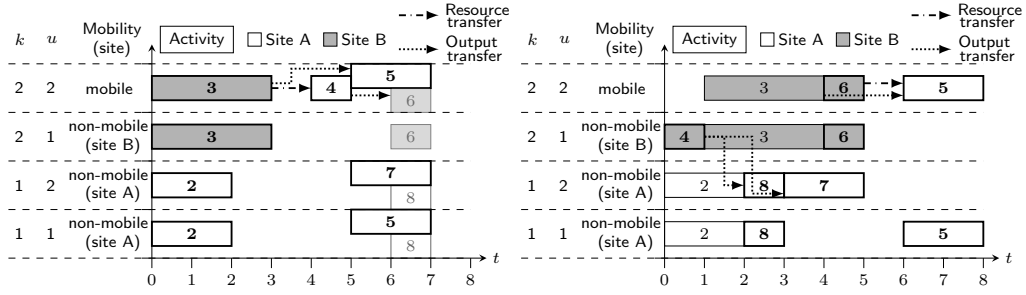 Mobility
(site)
k u
Activity
Site A
Site B
Resource
transfer
Output
transfer
2 2 mobile
3
4
5
6
2 1 non-mobile
(site B)
3
6
1 2 non-mobile
(site A)
2
7
8
1 1 non-mobile
(site A)
2
5
8
0 1 2 3 4 5 6 7 8 t
Mobility
(site)
k u
Activity
Site A
Site B
Resource
transfer
Output
transfer
2 2 mobile
3
6
5
2 1 non-mobile
(site B)
4
3
6
1 2 non-mobile
(site A)
2
8
7
1 1 non-mobile
(site A)
2
8
5
0 1 2 3 4 5 6 7 8 t